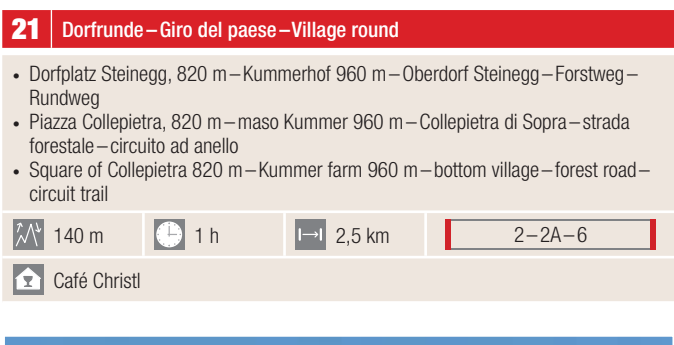 21 Dorfrunde – Giro del paese – Village round
• Dorfplatz Steinegg, 820 m – Kummerhof 960 m – Oberdorf Steinegg – Forstweg –
Rundweg
• Piazza Collepietra, 820 m – maso Kummer 960 m – Collepietra di Sopra – strada
forestale – circuito ad anello
• Square of Collepietra 820 m – Kummer farm 960 m – bottom village – forest road –
circuit trail
140 m 1 h 2,5 km 2 – 2A – 6
Café Christl